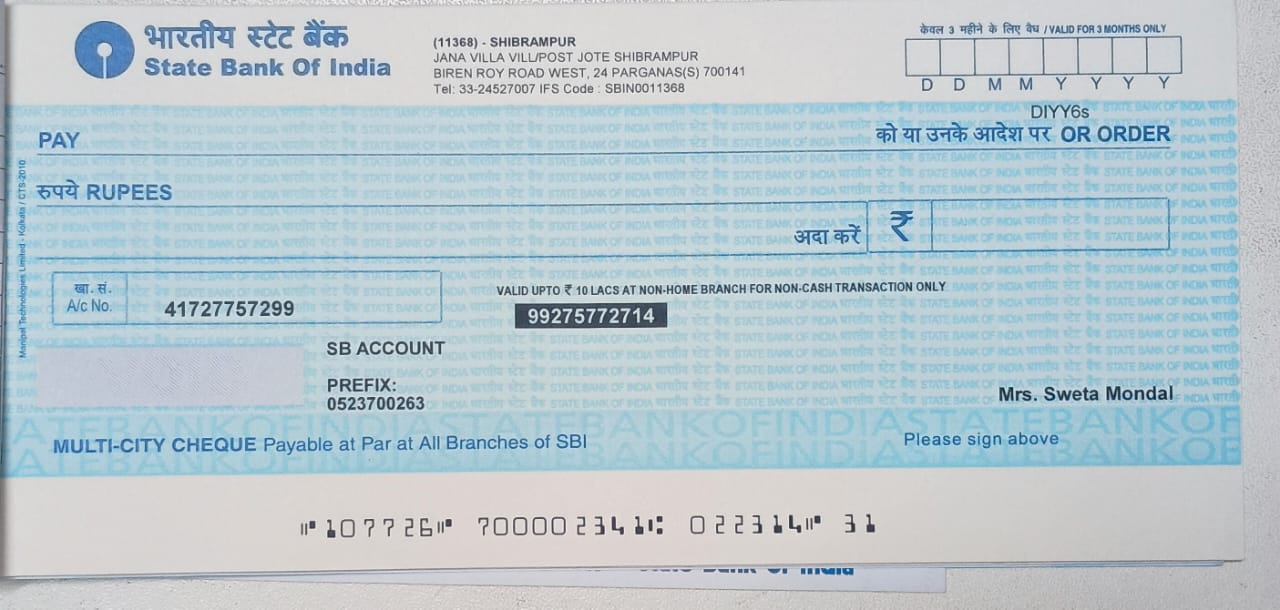 भारतीय स्टेट बैंक
State Bank Of India
(11368) - SHIBRAMPUR
JANA VILLA VILL/POST JOTE SHIBRAMPUR
BIREN ROY ROAD WEST, 24 PARGANAS(S) 700141
Tel: 33-24527007 IFS Code : SBIN0011368
केवल 3 महीने के लिए वैध / VALID FOR 3 MONTHS ONLY
D D M M Y Y Y Y
DIYY6s
PAY
को या उनके आदेश पर OR ORDER
रुपये RUPEES
अदा करें ₹
खा. सं.
A/c No.
41727757299
VALID UPTO ₹ 10 LACS AT NON-HOME BRANCH FOR NON-CASH TRANSACTION ONLY
99275772714
SB ACCOUNT
PREFIX:
0523700263
Mrs. Sweta Mondal
MULTI-CITY CHEQUE Payable at Par at All Branches of SBI
Please sign above
Manipal Technologies Limited - Kolkata / CTS-2010
⑈107726⑈ 700002341⑆ 022314⑈ 31
State Bank Of India